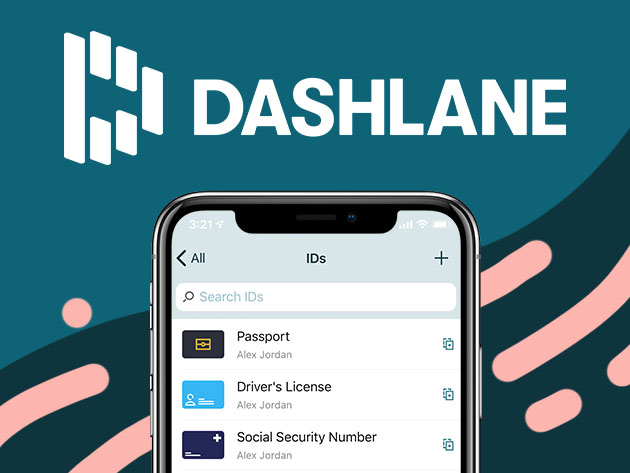 DASHLANE
3:21
All
IDs
Search IDs
Passport
Alex Jordan
Driver's License
Alex Jordan
Social Security Number
Alex Jordan